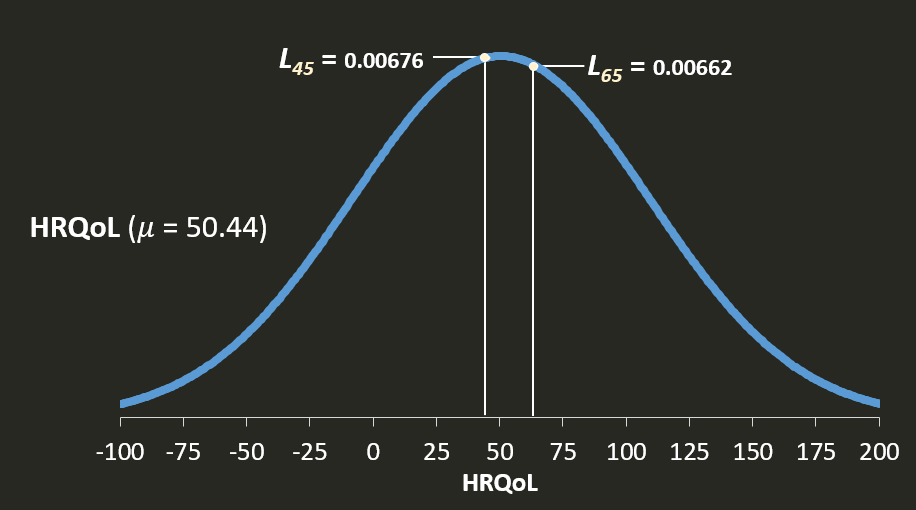 L45 = 0.00676
L65 = 0.00662
HRQoL (μ = 50.44)
-100 -75 -50 -25 0 25 50 75 100 125 150 175 200
HRQoL